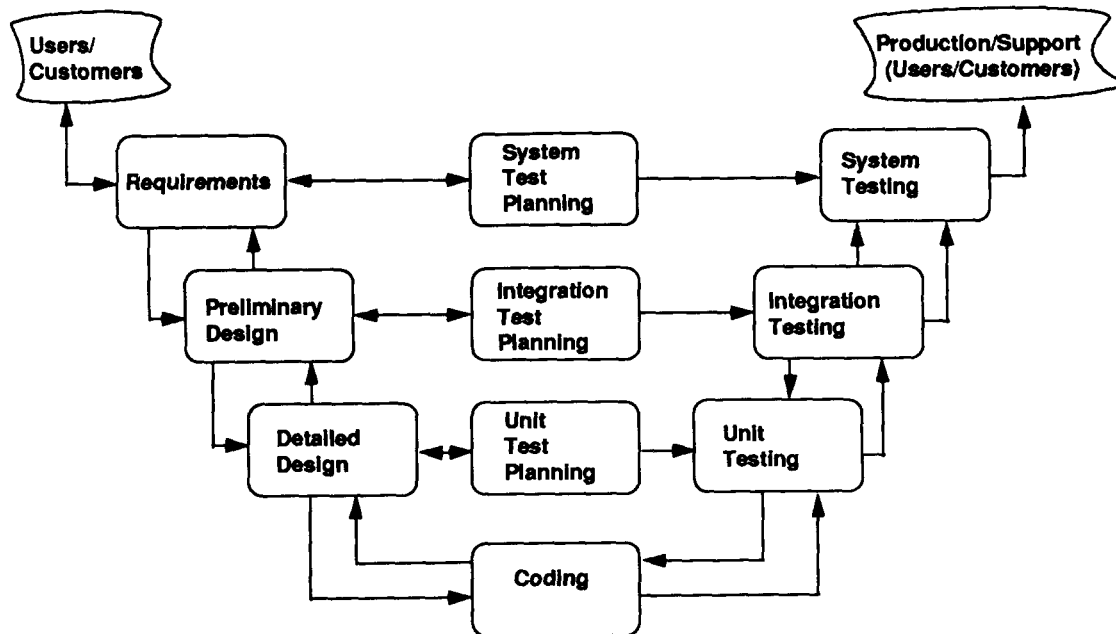 Users/
Customers
Production/Support
(Users/Customers)
Requirements
System
Test
Planning
System
Testing
Preliminary
Design
Integration
Test
Planning
Integration
Testing
Detailed
Design
Unit
Test
Planning
Unit
Testing
Coding